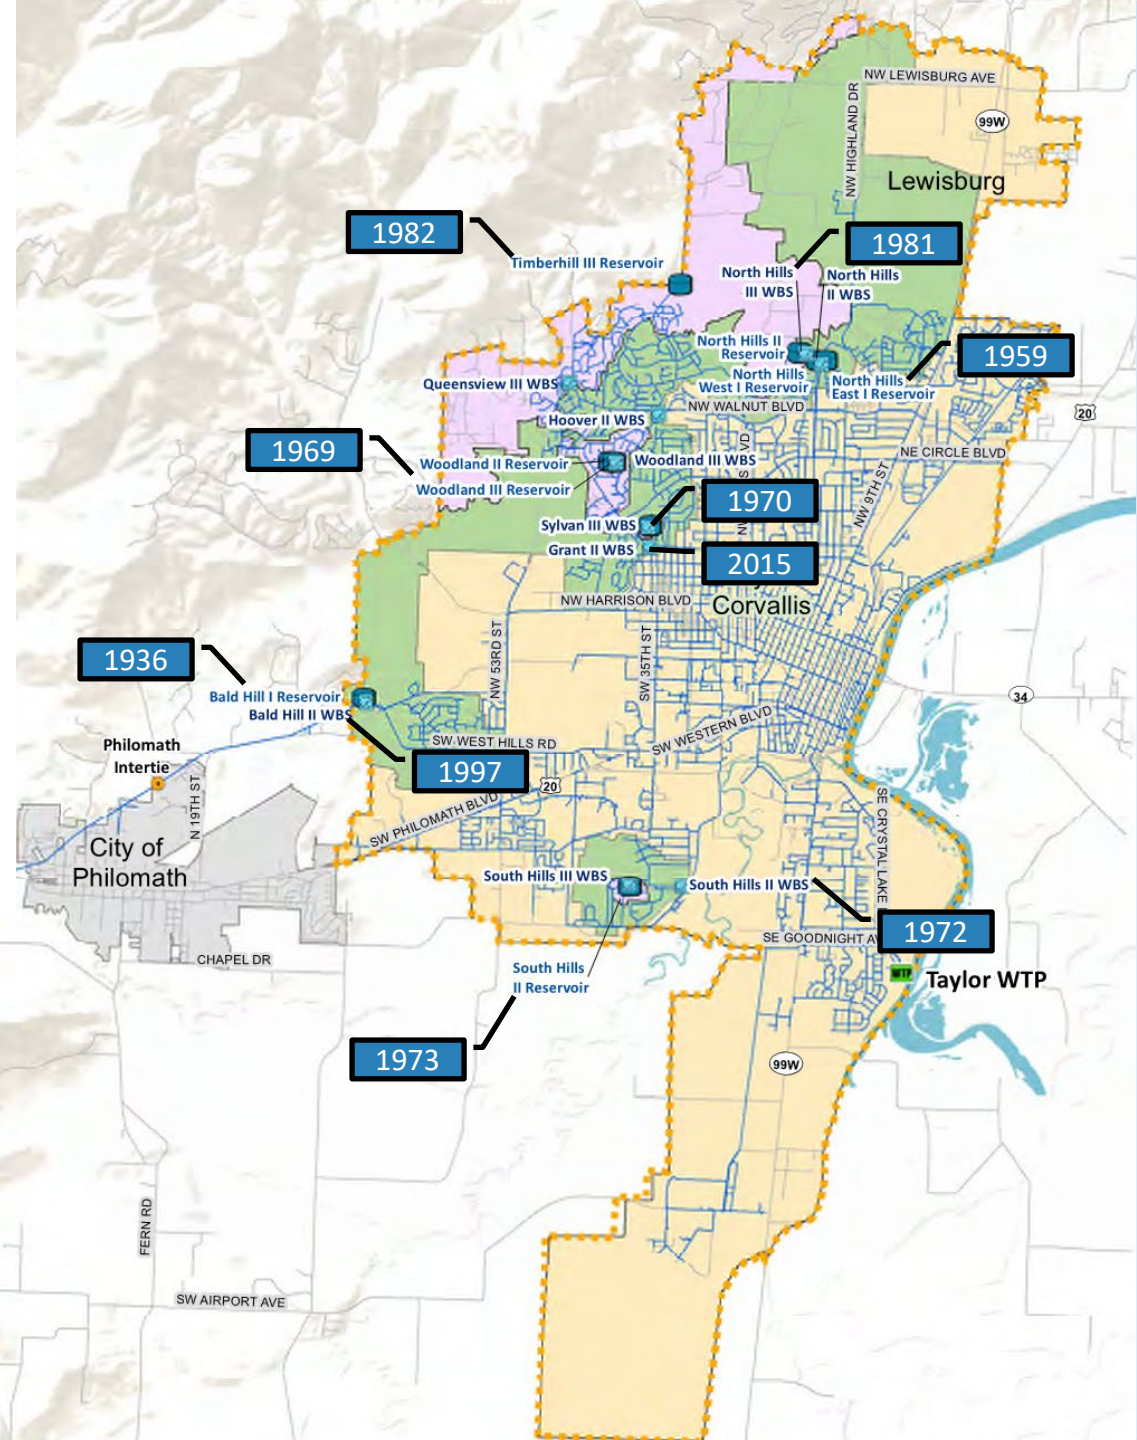 NW LEWISBURG AVE
99W
NW HIGHLAND DR
Lewisburg
1982
1981
Timberhill III Reservoir
North Hills
III WBS
North Hills
II WBS
North Hills II
Reservoir
1959
North Hills
West I Reservoir
North Hills
East I Reservoir
Queensview III WBS
NW WALNUT BLVD
20
Hoover II WBS
1969
NE CIRCLE BLVD
Woodland II Reservoir
Woodland III WBS
Woodland III Reservoir
NW 9TH ST
1970
Sylvan III WBS
Grant II WBS
2015
NW HARRISON BLVD
Corvallis
1936
NW 53RD ST
SW 35TH ST
Bald Hill I Reservoir
Bald Hill II WBS
34
SW WESTERN BLVD
Philomath
Intertie
SW WEST HILLS RD
1997
20
N 19TH ST
SW PHILOMATH BLVD
SE CRYSTAL LAKE
City of
Philomath
South Hills III WBS
South Hills II WBS
1972
SE GOODNIGHT AV
CHAPEL DR
South Hills
II Reservoir
WTP
Taylor WTP
1973
99W
FERN RD
SW AIRPORT AVE